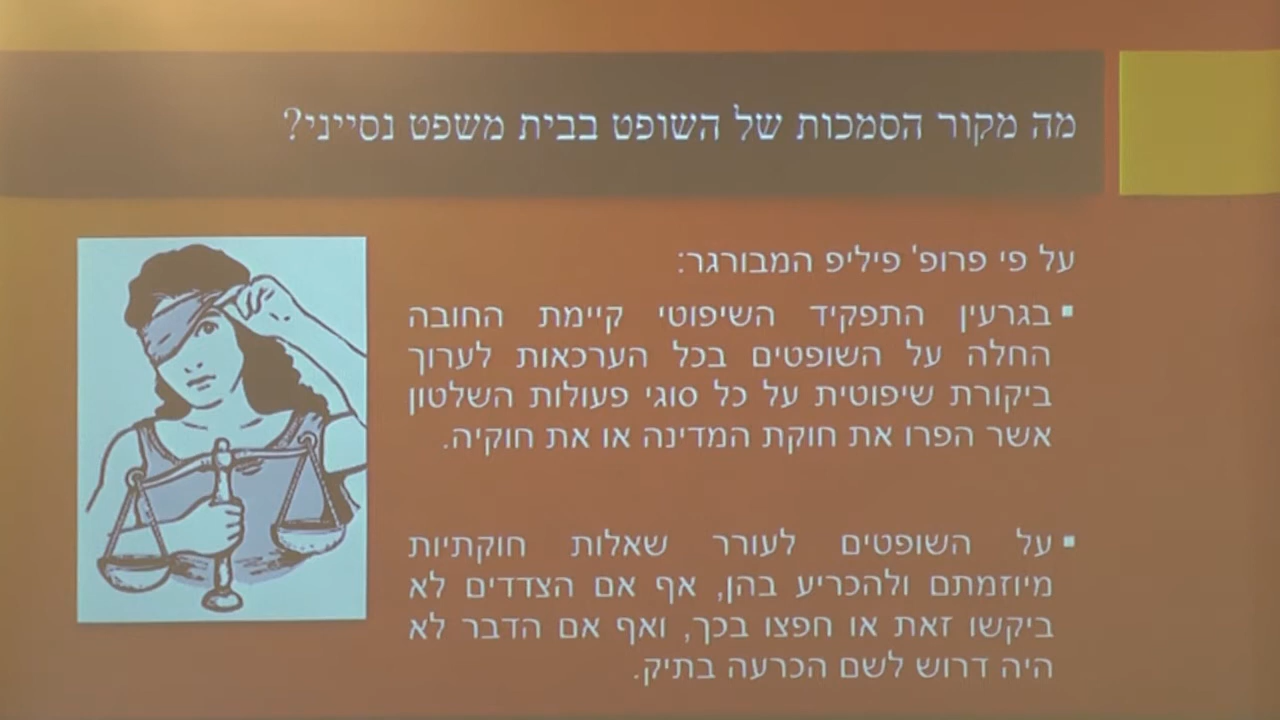 מה מקור הסמכות של השופט בבית משפט נסייני?
על פי פרופ' פיליפ המבורגר:
▪ בגרעין התפקיד השיפוטי קיימת החובה
החלה על השופטים בכל הערכאות לערוך
ביקורת שיפוטית על כל סוגי פעולות השלטון
אשר הפרו את חוקת המדינה או את חוקיה.
▪ על השופטים לעורר שאלות חוקתיות
מיוזמתם ולהכריע בהן, אף אם הצדדים לא
ביקשו זאת או חפצו בכך, ואף אם הדבר לא
היה דרוש לשם הכרעה בתיק.